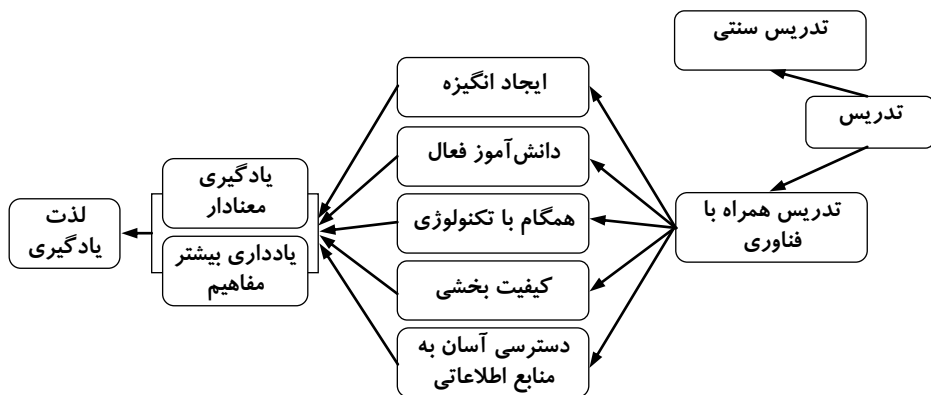 تدریس سنتی
تدریس
تدریس همراه با
فناوری
ایجاد انگیزه
دانش‌آموز فعال
همگام با تکنولوژی
کیفیت بخشی
دسترسی آسان به
منابع اطلاعاتی
یادگیری
معنادار
یادداری بیشتر
مفاهیم
لذت
یادگیری